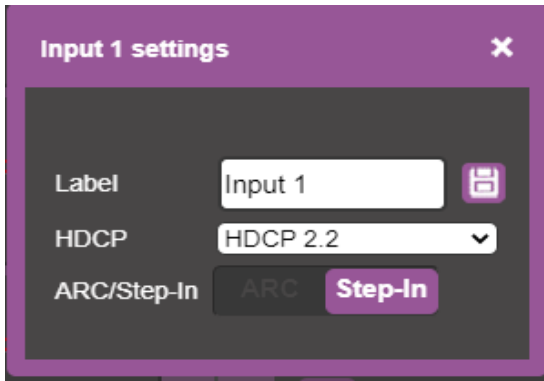 Input 1 settings ×
Label Input 1
HDCP HDCP 2.2
ARC/Step-In ARC Step-In